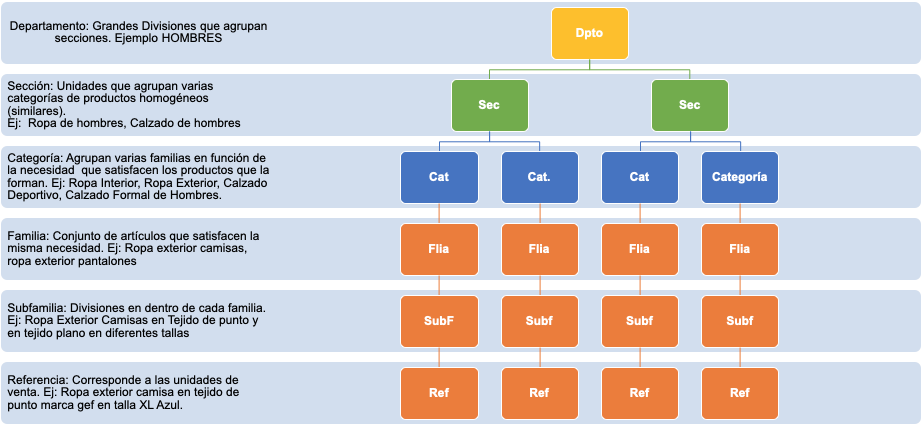 Departamento: Grandes Divisiones que agrupan
secciones. Ejemplo HOMBRES
Dpto
Sección: Unidades que agrupan varias
categorías de productos homogéneos
(similares).
Ej:  Ropa de hombres, Calzado de hombres
Sec
Sec
Categoría: Agrupan varias familias en función de
la necesidad  que satisfacen los productos que la
forman. Ej: Ropa Interior, Ropa Exterior, Calzado
Deportivo, Calzado Formal de Hombres.
Cat
Cat.
Cat
Categoría
Familia: Conjunto de artículos que satisfacen la
misma necesidad. Ej: Ropa exterior camisas,
ropa exterior pantalones
Flia
Flia
Flia
Flia
Subfamilia: Divisiones en dentro de cada familia.
Ej: Ropa Exterior Camisas en Tejido de punto y
en tejido plano en diferentes tallas
SubF
Subf
Subf
Subf
Referencia: Corresponde a las unidades de
venta. Ej: Ropa exterior camisa en tejido de
punto marca gef en talla XL Azul.
Ref
Ref
Ref
Ref